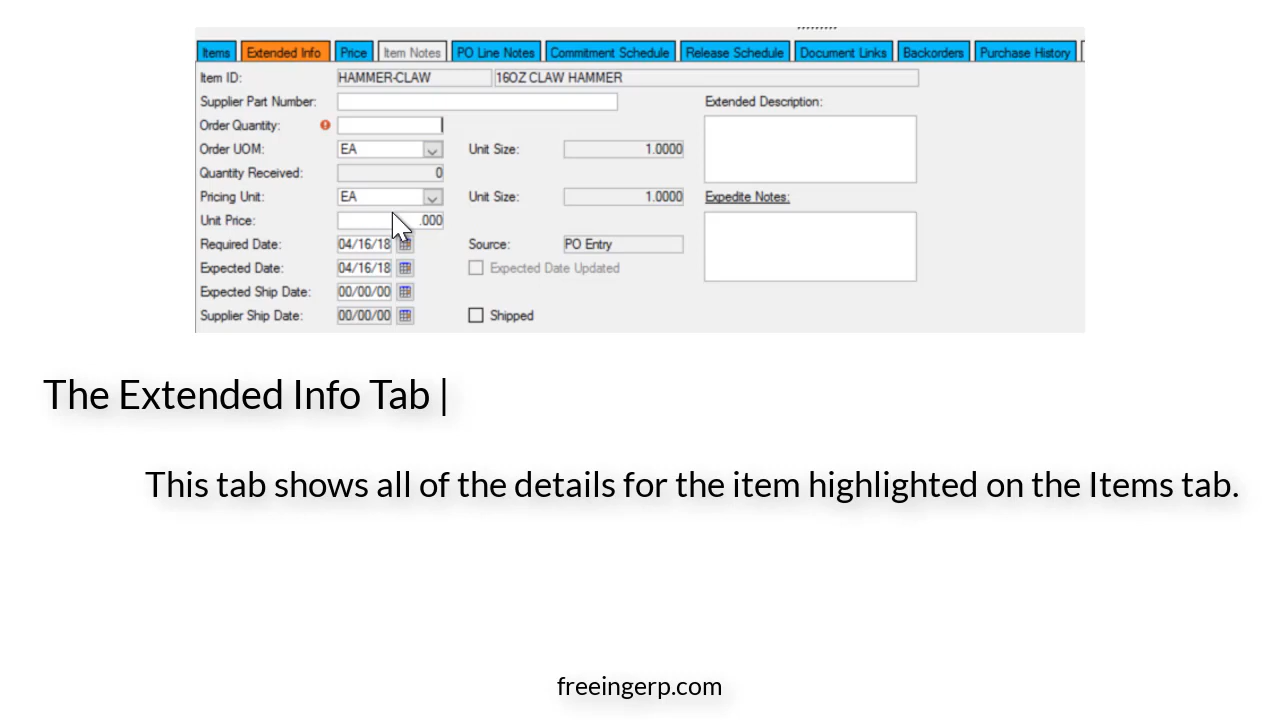 Items Extended Info Price Item Notes PO Line Notes Commitment Schedule Release Schedule Document Links Backorders Purchase History
Item ID: HAMMER-CLAW 16OZ CLAW HAMMER
Supplier Part Number: Extended Description:
Order Quantity:
Order UOM: EA Unit Size: 1.0000
Quantity Received: 0
Pricing Unit: EA Unit Size: 1.0000 Expedite Notes:
Unit Price: .000
Required Date: 04/16/18 Source: PO Entry
Expected Date: 04/16/18 Expected Date Updated
Expected Ship Date: 00/00/00
Supplier Ship Date: 00/00/00 Shipped
The Extended Info Tab |
This tab shows all of the details for the item highlighted on the Items tab.
freeingerp.com